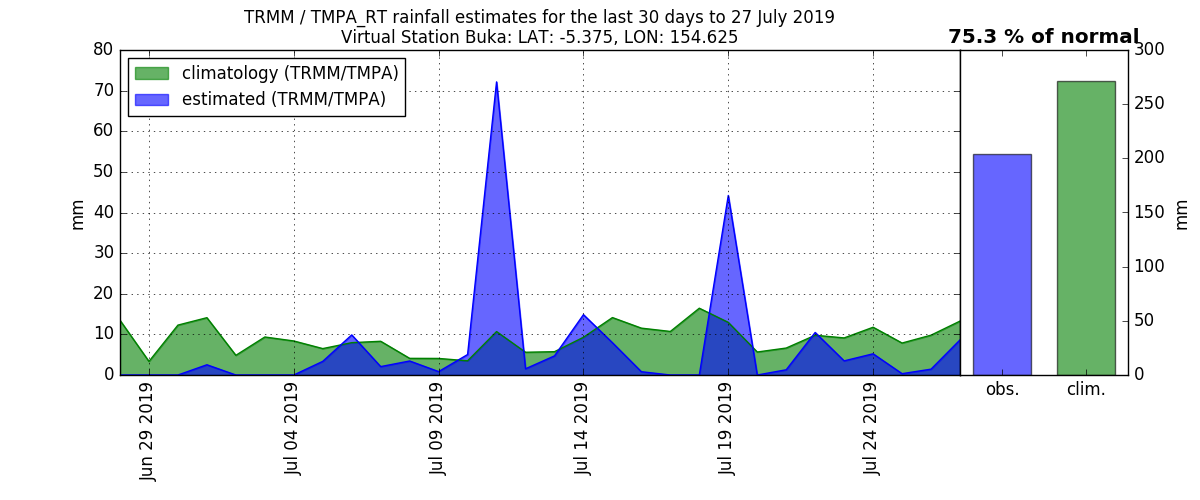 TRMM / TMPA_RT rainfall estimates for the last 30 days to 27 July 2019
Virtual Station Buka: LAT: -5.375, LON: 154.625
75.3 % of normal
climatology (TRMM/TMPA)
estimated (TRMM/TMPA)
mm
80
70
60
50
40
30
20
10
0
Jun 29 2019
Jul 04 2019
Jul 09 2019
Jul 14 2019
Jul 19 2019
Jul 24 2019
obs.
clim.
300
250
200
150
100
50
0
mm